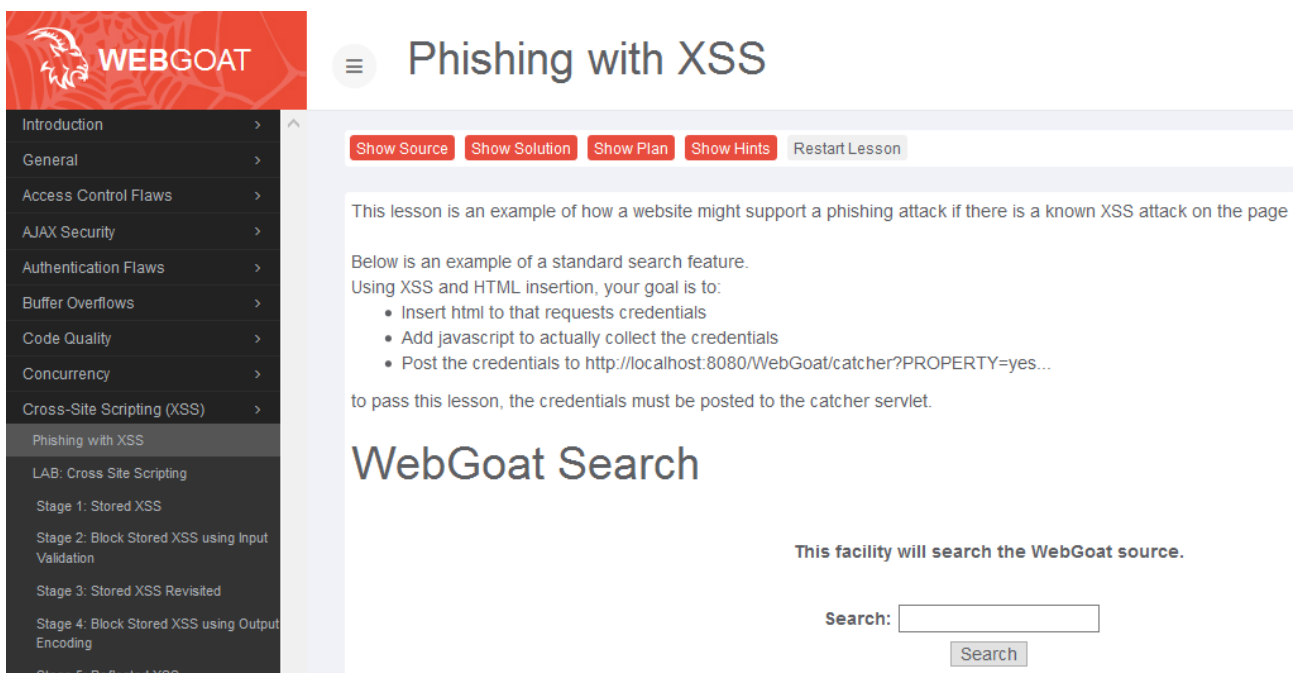 WEBGOAT
Phishing with XSS
Introduction
General
Access Control Flaws
AJAX Security
Authentication Flaws
Buffer Overflows
Code Quality
Concurrency
Cross-Site Scripting (XSS)
Phishing with XSS
LAB: Cross Site Scripting
Stage 1: Stored XSS
Stage 2: Block Stored XSS using Input
Validation
Stage 3: Stored XSS Revisited
Stage 4: Block Stored XSS using Output
Encoding
Show Source Show Solution Show Plan Show Hints Restart Lesson
This lesson is an example of how a website might support a phishing attack if there is a known XSS attack on the page
Below is an example of a standard search feature.
Using XSS and HTML insertion, your goal is to:
• Insert html to that requests credentials
• Add javascript to actually collect the credentials
• Post the credentials to http://localhost:8080/WebGoat/catcher?PROPERTY=yes...
to pass this lesson, the credentials must be posted to the catcher servlet.
WebGoat Search
This facility will search the WebGoat source.
Search:
Search